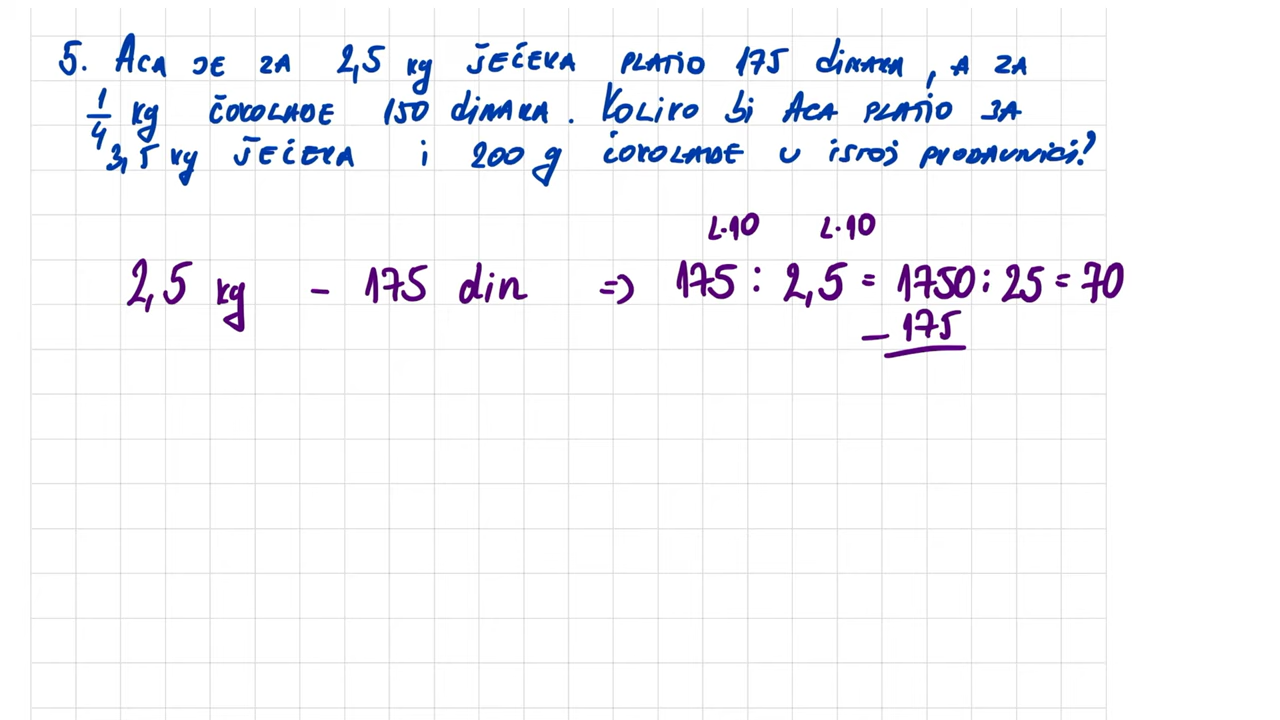 5. Aca je za 2,5 kg šećera platio 175 dinara, a za
1/4 kg čokolade 150 dinara. Koliko bi Aca platio za
3,5 kg šećera i 200 g čokolade u istoj prodavnici?
L·10 L·10
2,5 kg - 175 din => 175 : 2,5 = 1750 : 25 = 70
- 175